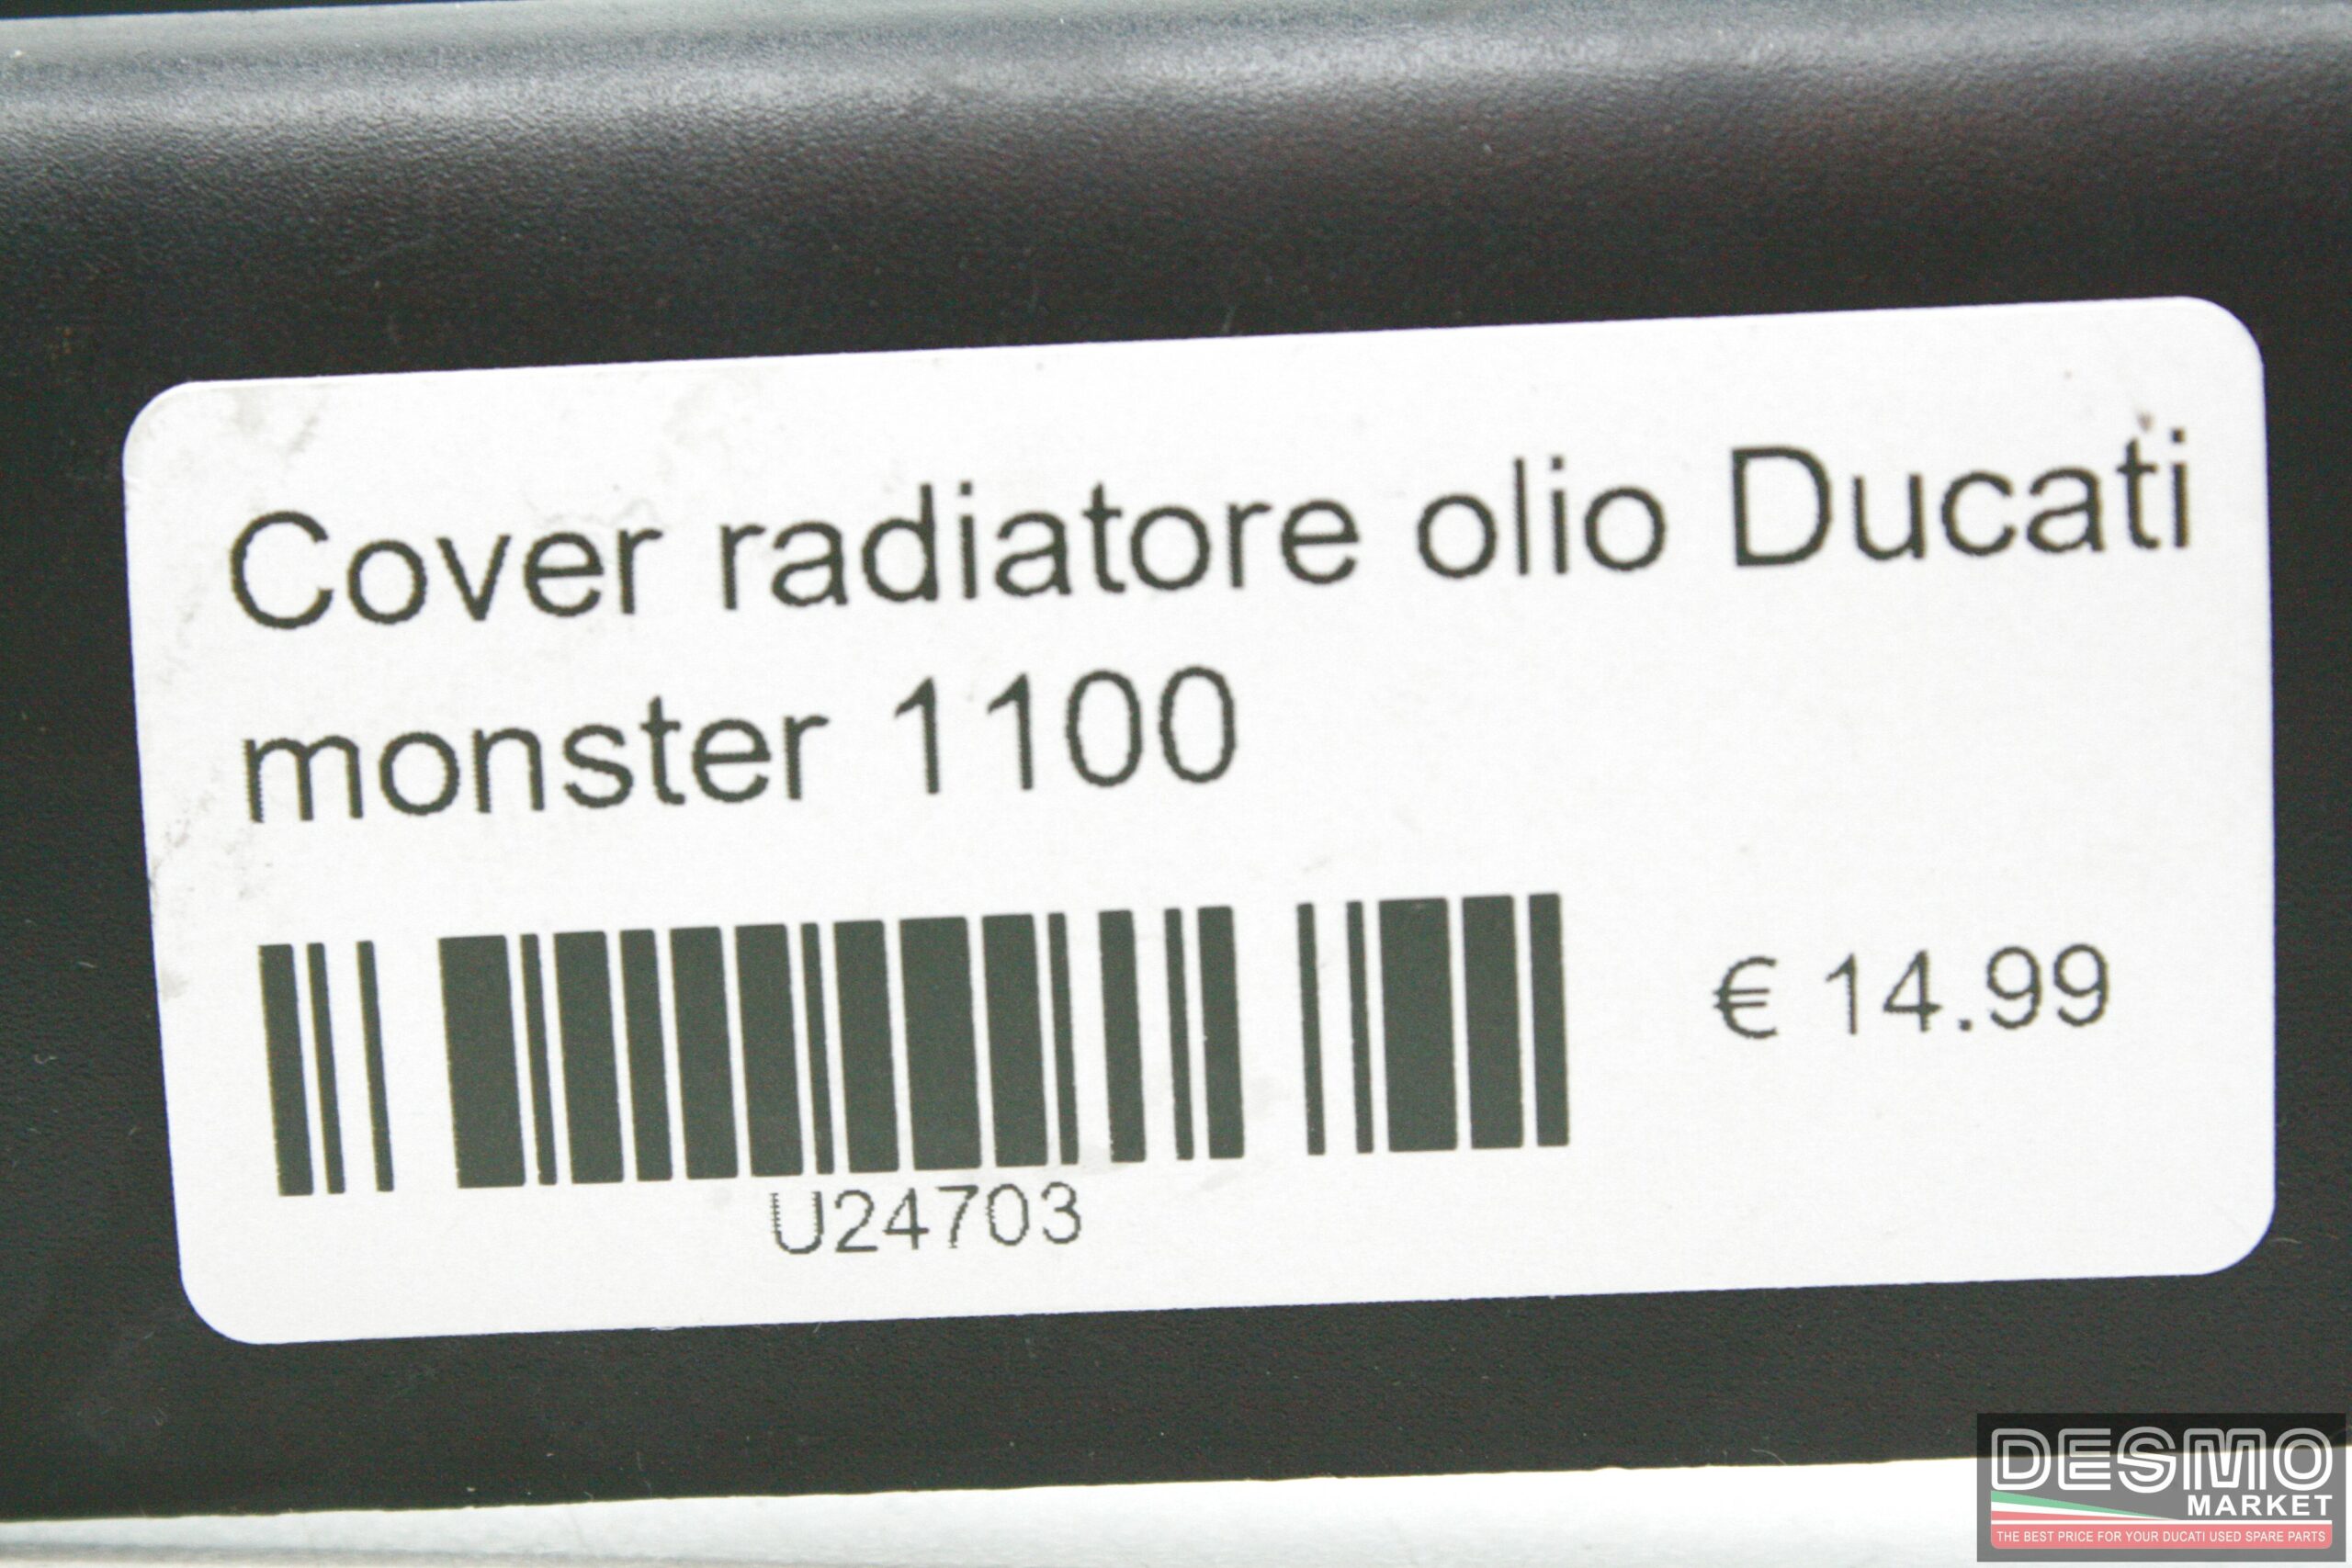 Cover radiatore olio Ducati
monster 1100
€ 14.99
U24703
DESMO
MARKET
THE BEST PRICE FOR YOUR DUCATI USED SPARE PARTS